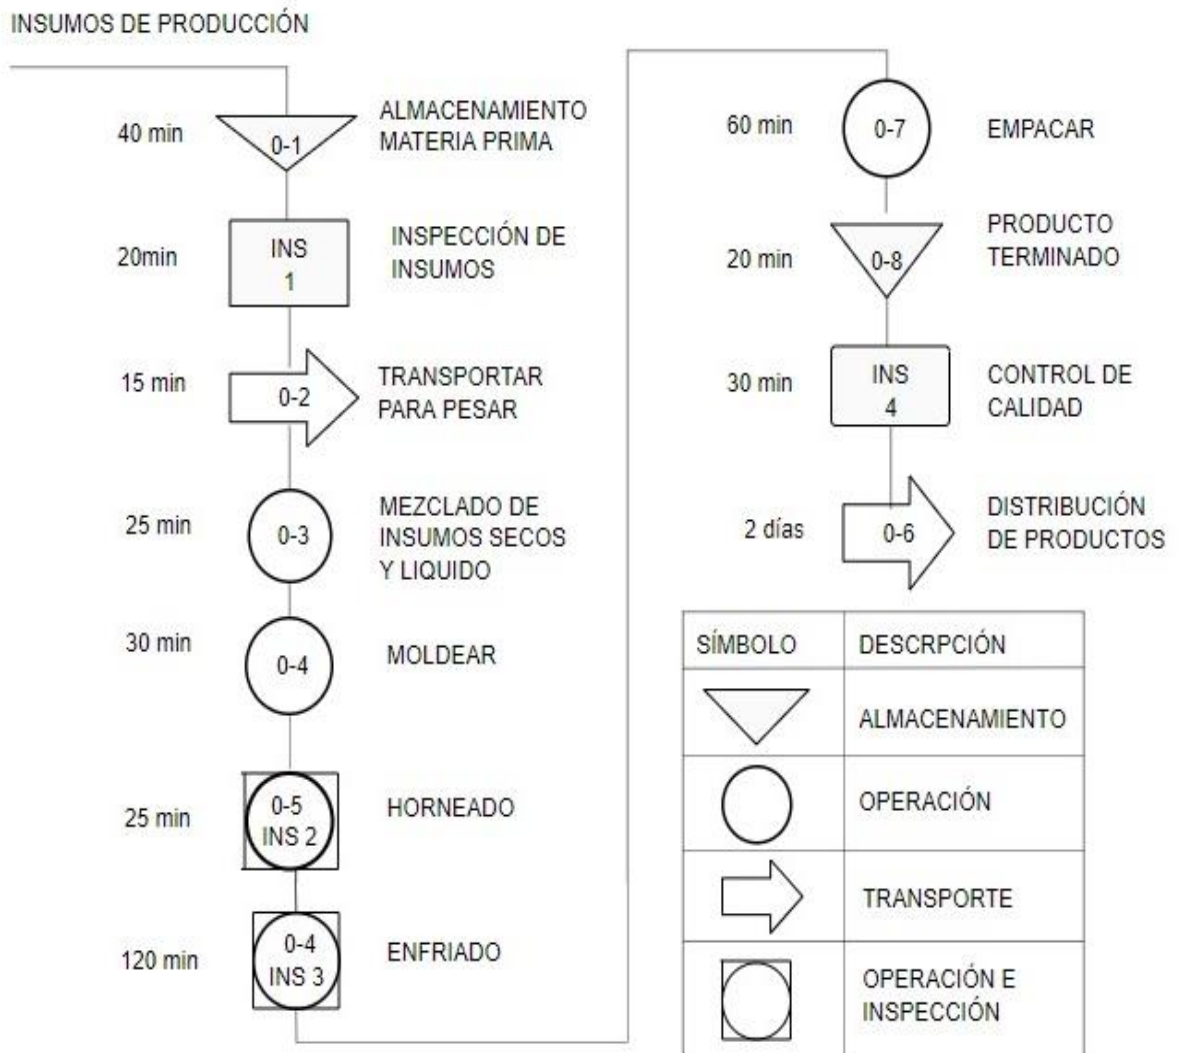 INSUMOS DE PRODUCCIÓN
40 min
0-1
ALMACENAMIENTO
MATERIA PRIMA
20min
INS
1
INSPECCIÓN DE
INSUMOS
15 min
0-2
TRANSPORTAR
PARA PESAR
25 min
0-3
MEZCLADO DE
INSUMOS SECOS
Y LIQUIDO
30 min
0-4
MOLDEAR
25 min
0-5
INS 2
HORNEADO
120 min
0-4
INS 3
ENFRIADO
60 min
0-7
EMPACAR
20 min
0-8
PRODUCTO
TERMINADO
30 min
INS
4
CONTROL DE
CALIDAD
2 días
0-6
DISTRIBUCIÓN
DE PRODUCTOS
SÍMBOLO
DESCRPCIÓN
ALMACENAMIENTO
OPERACIÓN
TRANSPORTE
OPERACIÓN E
INSPECCIÓN